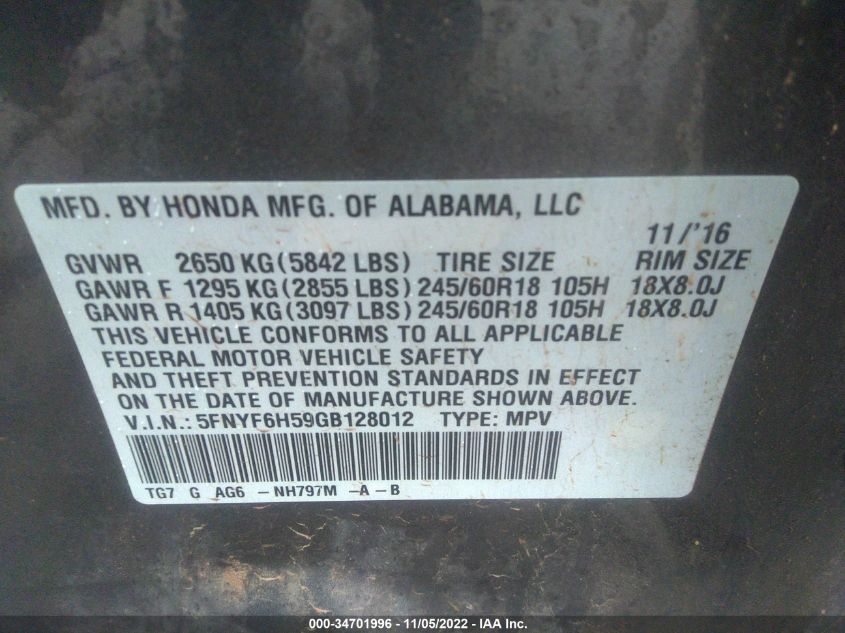 MFD. BY HONDA MFG. OF ALABAMA, LLC
11/'16
GVWR 2650 KG(5842 LBS) TIRE SIZE RIM SIZE
GAWR F 1295 KG(2855 LBS) 245/60R18 105H 18X8.0J
GAWR R 1405 KG(3097 LBS) 245/60R18 105H 18X8.0J
THIS VEHICLE CONFORMS TO ALL APPLICABLE
FEDERAL MOTOR VEHICLE SAFETY
AND THEFT PREVENTION STANDARDS IN EFFECT
ON THE DATE OF MANUFACTURE SHOWN ABOVE.
V.I.N.: 5FNYF6H59GB128012 TYPE: MPV
TG7 G AG6 -NH797M -A-B
000-34701996 - 11/05/2022 - IAA Inc.